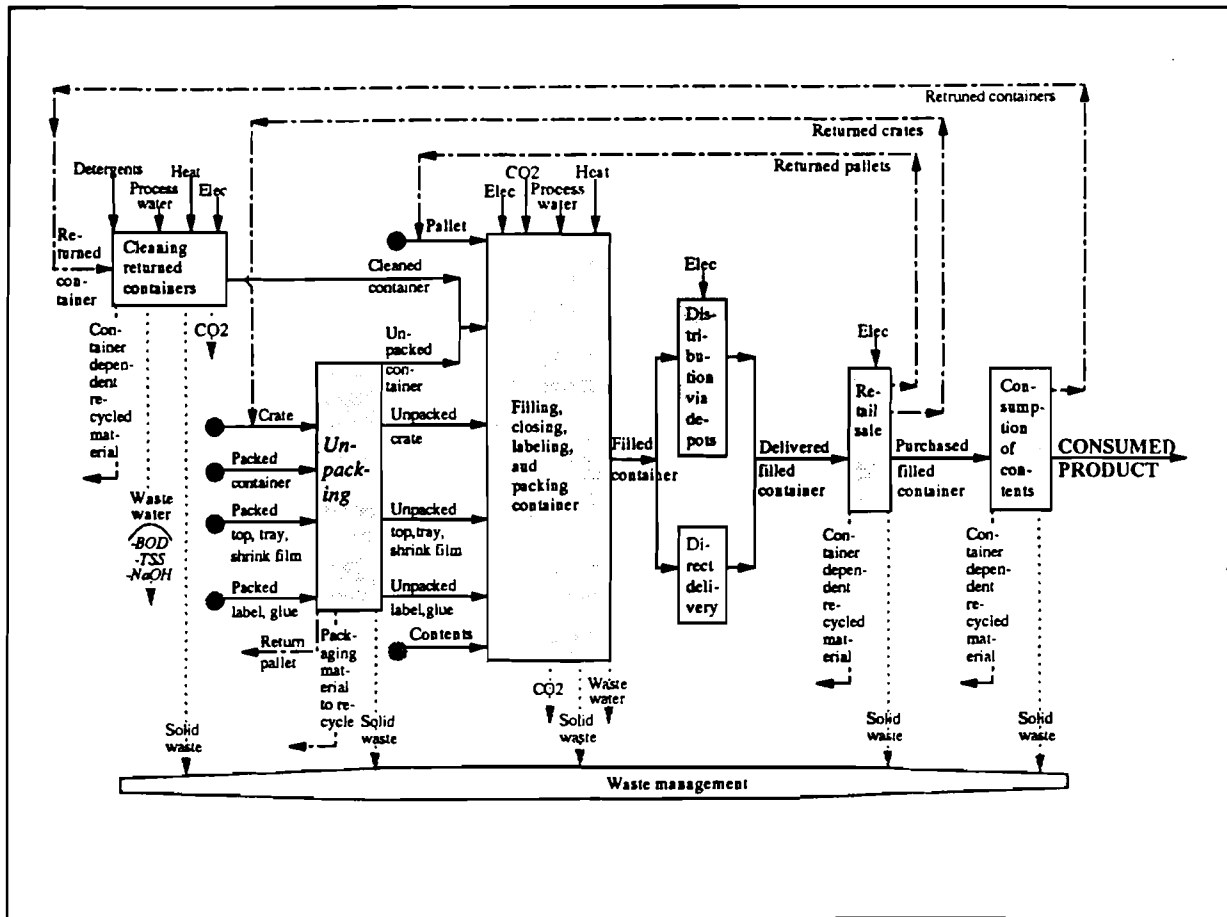 Retruned containers
Returned crates
Returned pallets
Detergents
Process
water
Heat
Elec
Re-
turned
con-
tainer
Cleaning
returned
containers
Con-
tainer
depen-
dent
re-
cycled
mat-
erial
CO2
Waste
water
-BOD
-TSS
-NaOH
Solid
waste
Crate
Packed
container
Packed
top, tray,
shrink film
Packed
label, glue
Return
pallet
Un-
pack-
ing
Pack-
aging
material
to re-
cycle
Solid
waste
Cleaned
container
Un-
packed
con-
tainer
Unpacked
crate
Unpacked
top,tray,
shrink film
Unpacked
label,glue
Contents
Pallet
Elec
CO2
Process
water
Heat
Filling,
closing,
labeling,
and
packing
container
CO2
Solid
waste
Waste
water
Filled
container
Elec
Dis-
tri-
bu-
tion
via
de-
pots
Di-
rect
deli-
very
Delivered
filled
container
Elec
Re-
tail
sale
Con-
tainer
depen-
dent
re-
cycled
mat-
erial
Solid
waste
Purchased
filled
container
Con-
sump-
tion
of
con-
tents
Con-
tainer
depen-
dent
re-
cycled
mat-
erial
Solid
waste
CONSUMED
PRODUCT
Waste management